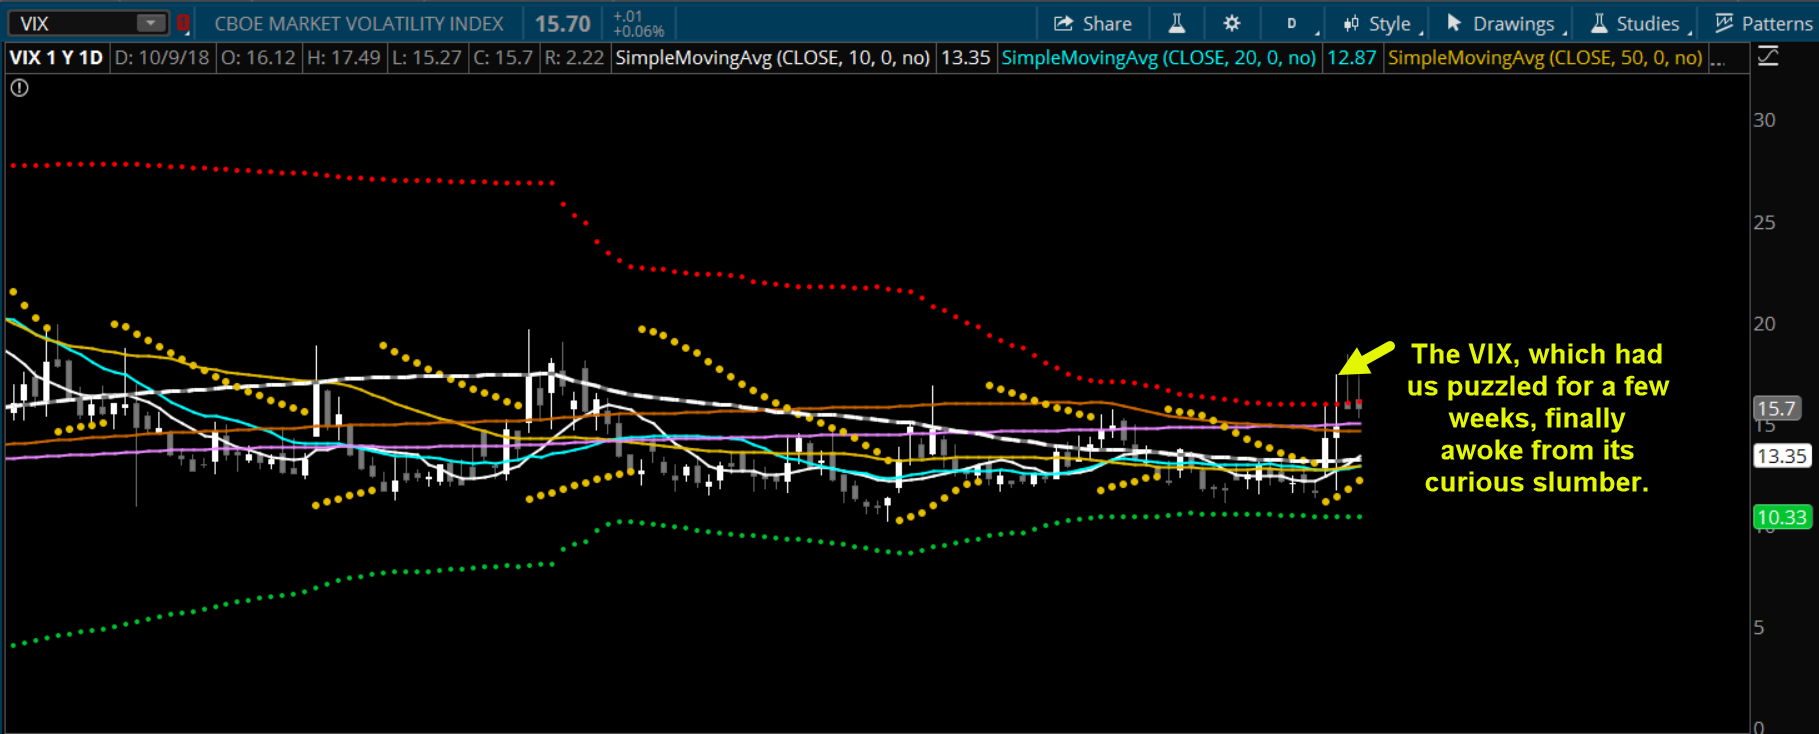 VIX
CBOE MARKET VOLATILITY INDEX
15.70
+.01
+0.06%
Share
D
Style
Drawings
Studies
Patterns
VIX 1 Y 1D
D: 10/9/18
O: 16.12
H: 17.49
L: 15.27
C: 15.7
R: 2.22
SimpleMovingAvg (CLOSE, 10, 0, no)
13.35
SimpleMovingAvg (CLOSE, 20, 0, no)
12.87
SimpleMovingAvg (CLOSE, 50, 0, no)
...
30
25
20
15.7
15
13.35
10.33
10
5
0
The VIX, which had
us puzzled for a few
weeks, finally
awoke from its
curious slumber.